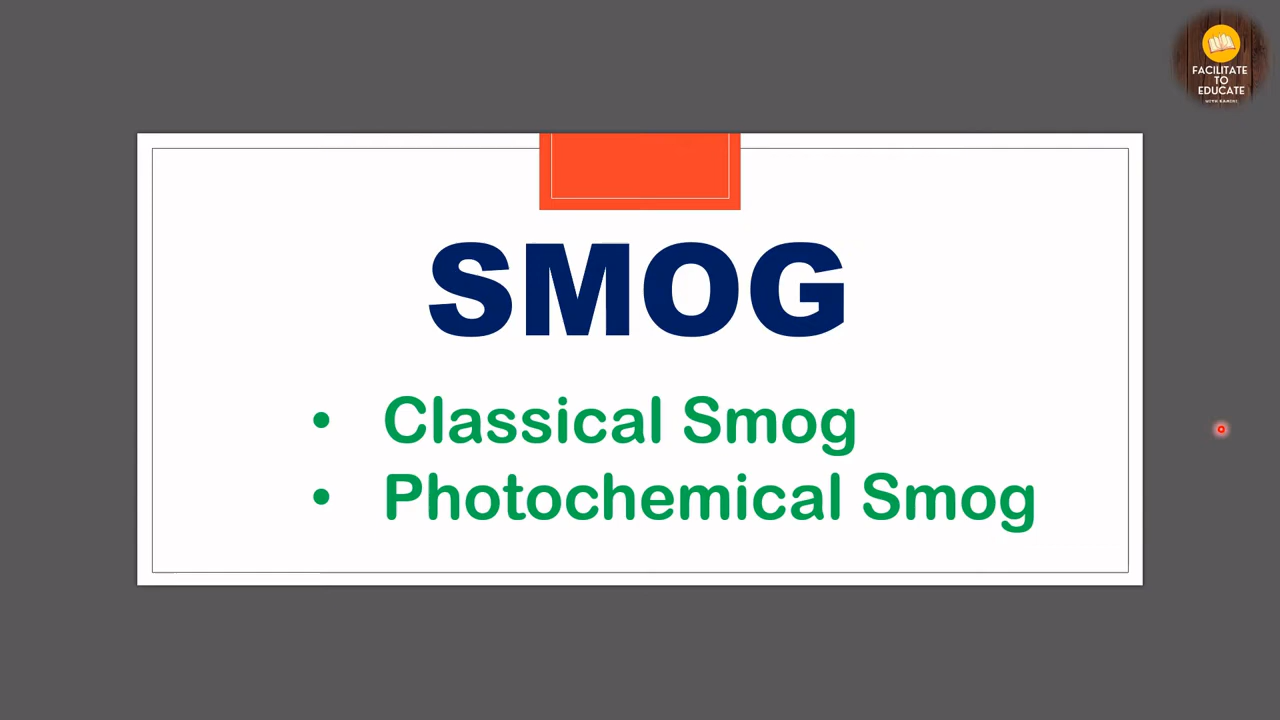 FACILITATE
TO
EDUCATE
SMOG
• Classical Smog
• Photochemical Smog